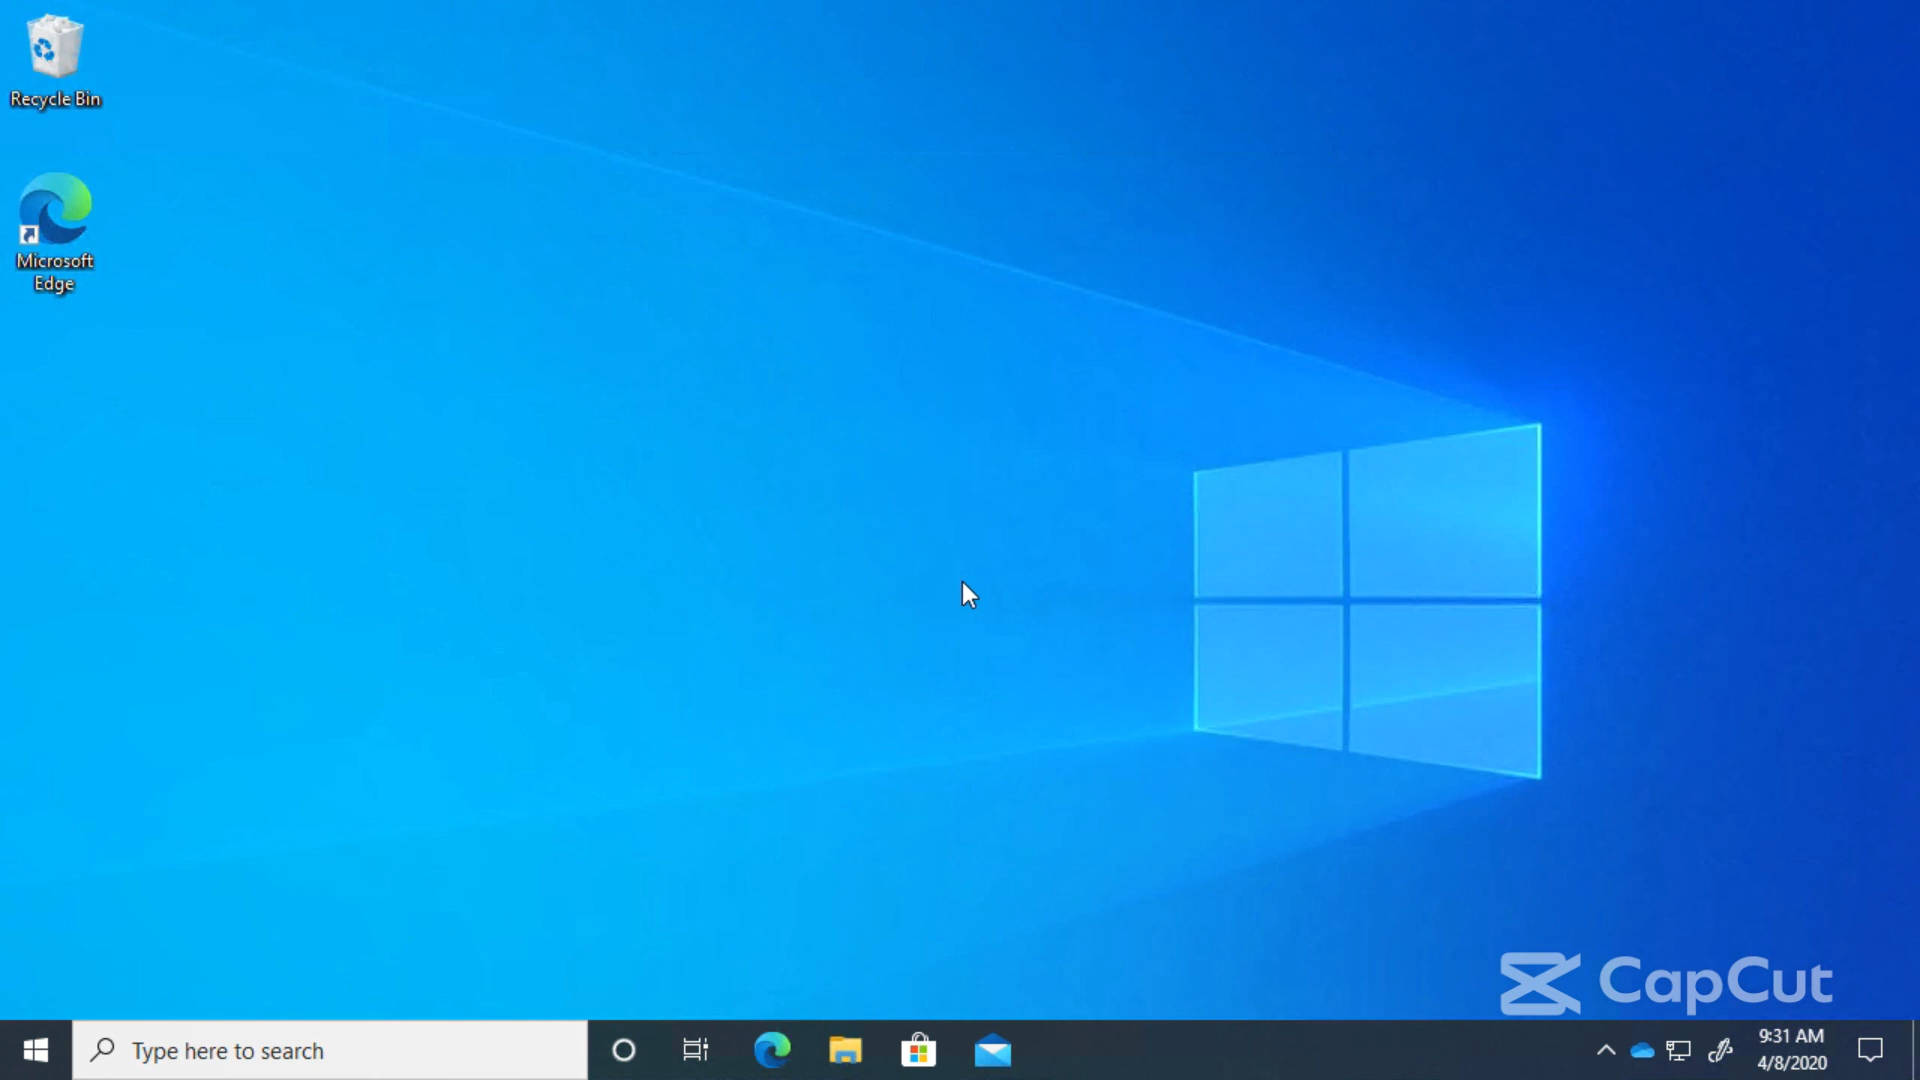 Recycle Bin
Microsoft
Edge
CapCut
Type here to search
9:31 AM
4/8/2020